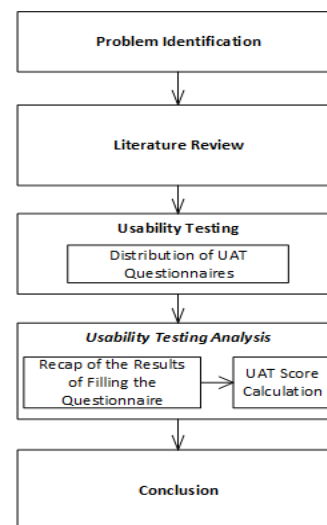 Problem Identification
Literature Review
Usability Testing
Distribution of UAT
Questionnaires
Usability Testing Analysis
Recap of the Results
of Filling the
Questionnaire
UAT Score
Calculation
Conclusion